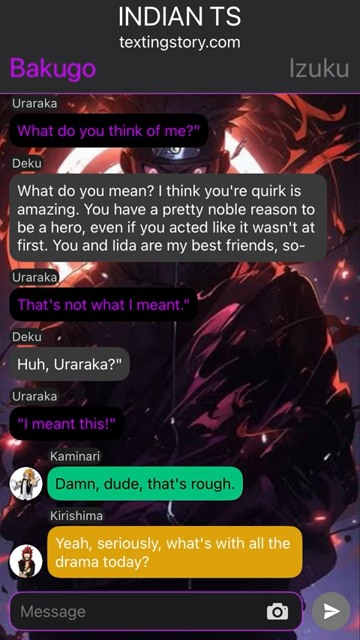 INDIAN TS
textingstory.com
Bakugo
Izuku
Uraraka
What do you think of me?"
Deku
What do you mean? I think you're quirk is
amazing. You have a pretty noble reason to
be a hero, even if you acted like it wasn't at
first. You and Iida are my best friends, so-
Uraraka
That's not what I meant."
Deku
Huh, Uraraka?"
Uraraka
"I meant this!"
Kaminari
Damn, dude, that's rough.
Kirishima
Yeah, seriously, what's with all the
drama today?
Message